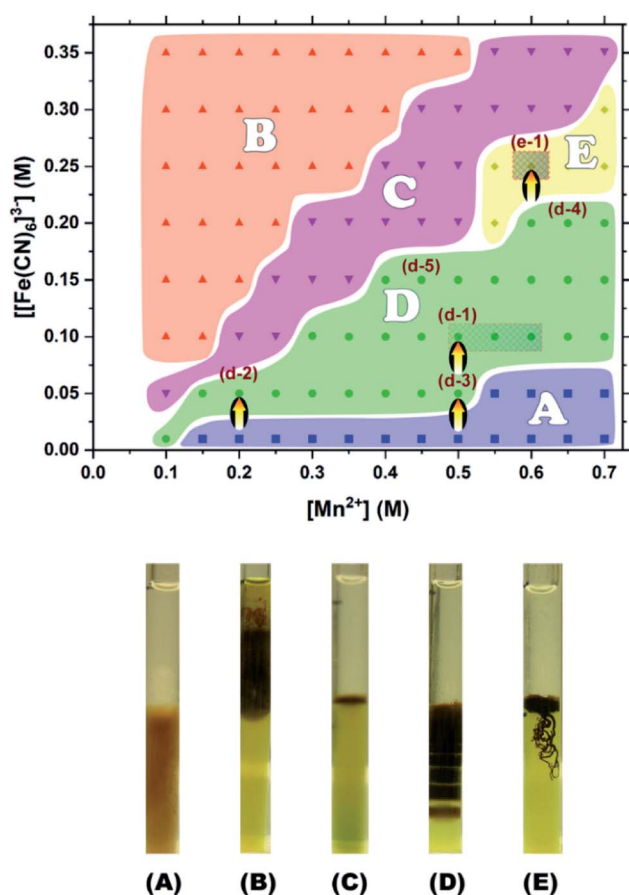 [[Fe(CN)₆]³⁻] (M)
0.35
0.30
0.25
0.20
0.15
0.10
0.05
0.00
B
C
(e-1)
E
(d-4)
(d-5)
D
(d-1)
(d-2)
(d-3)
A
0.0 0.1 0.2 0.3 0.4 0.5 0.6 0.7
[Mn²⁺] (M)
(A) (B) (C) (D) (E)